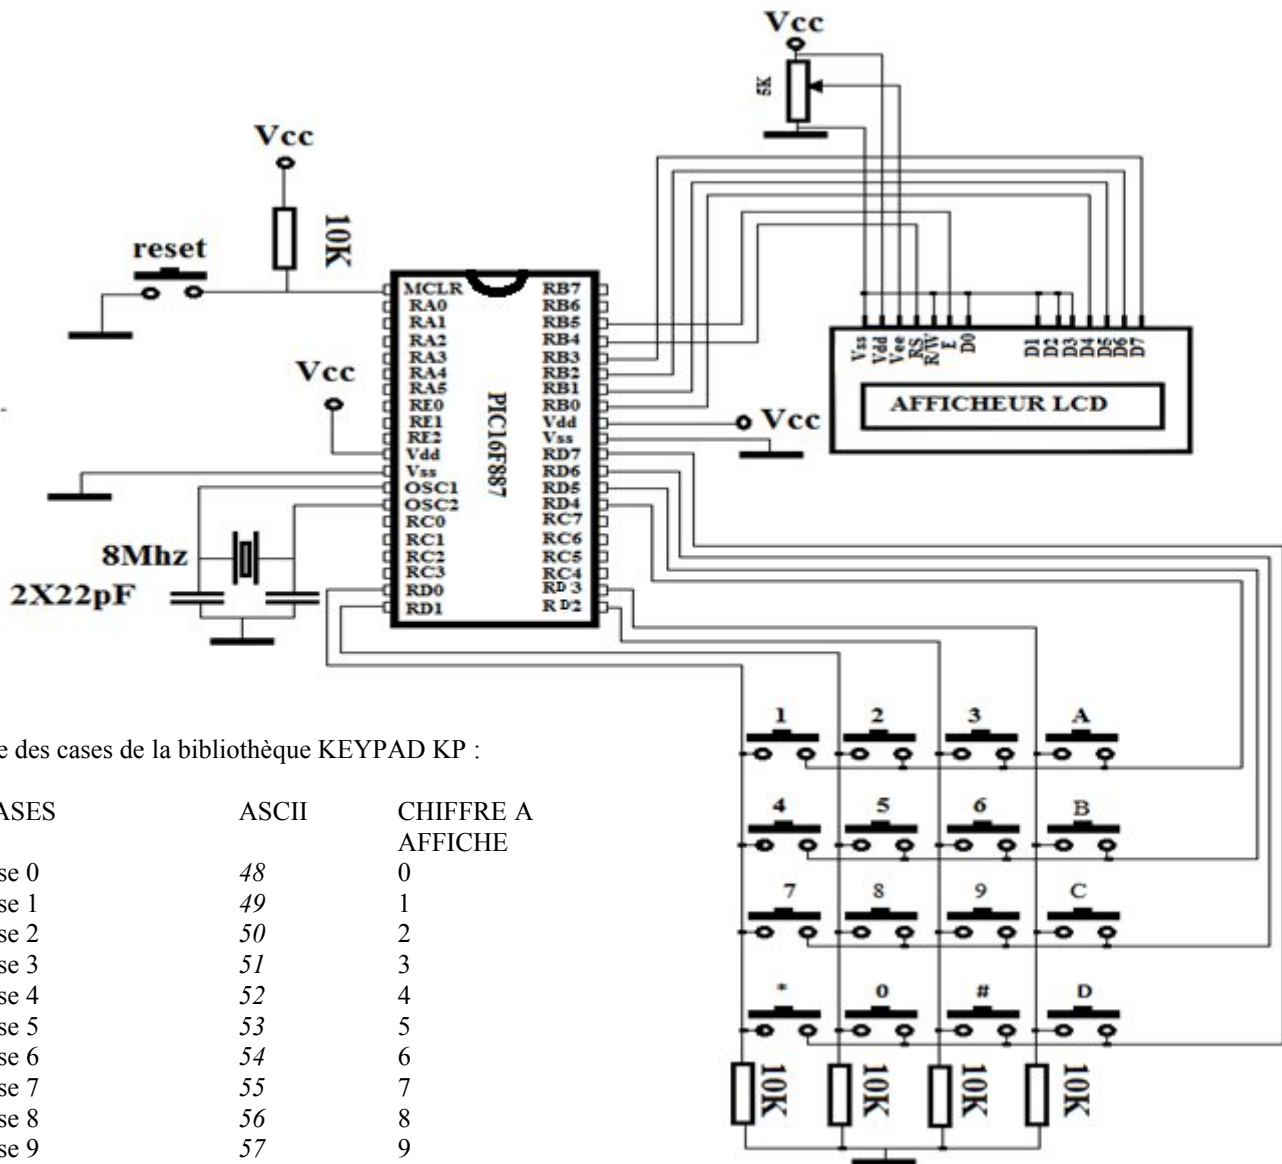 Vcc
5K
Vcc
10K
reset
MCLR RB7
RA0 RB6
RA1 RB5
RA2 RB4
RA3 RB3
RA4 RB2
RA5 RB1
RE0 RB0
RE1 Vdd
RE2 Vss
Vdd RD7
Vss RD6
OSC1 RD5
OSC2 RD4
RC0 RC7
RC1 RC6
RC2 RC5
RC3 RC4
RD0 RD3
RD1 RD2
PIC16F887
Vcc
Vcc
Vss Vdd Vee RS R/W E D0 D1 D2 D3 D4 D5 D6 D7
AFFICHEUR LCD
8Mhz
2X22pF
1 2 3 A
4 5 6 B
7 8 9 C
* 0 # D
10K 10K 10K 10K
e des cases de la bibliothèque KEYPAD KP :
ASES ASCII CHIFFRE A
AFFICHE
se 0 48 0
se 1 49 1
se 2 50 2
se 3 51 3
se 4 52 4
se 5 53 5
se 6 54 6
se 7 55 7
se 8 56 8
se 9 57 9